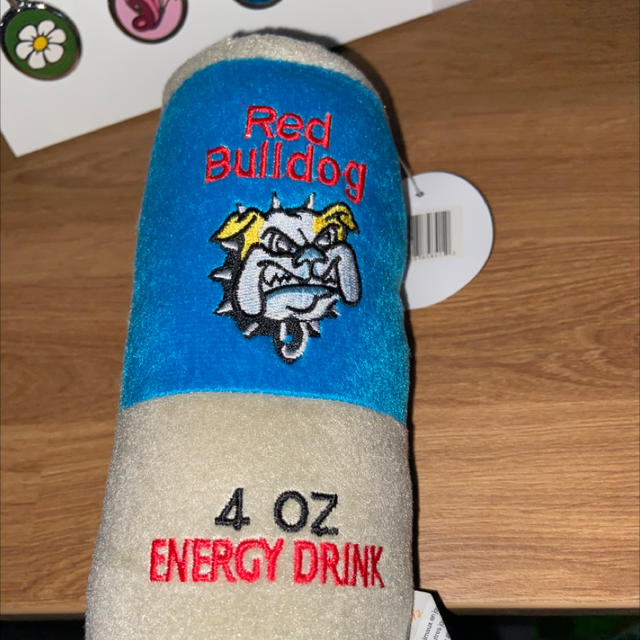 Red
Bulldog
4 OZ
ENERGY DRINK